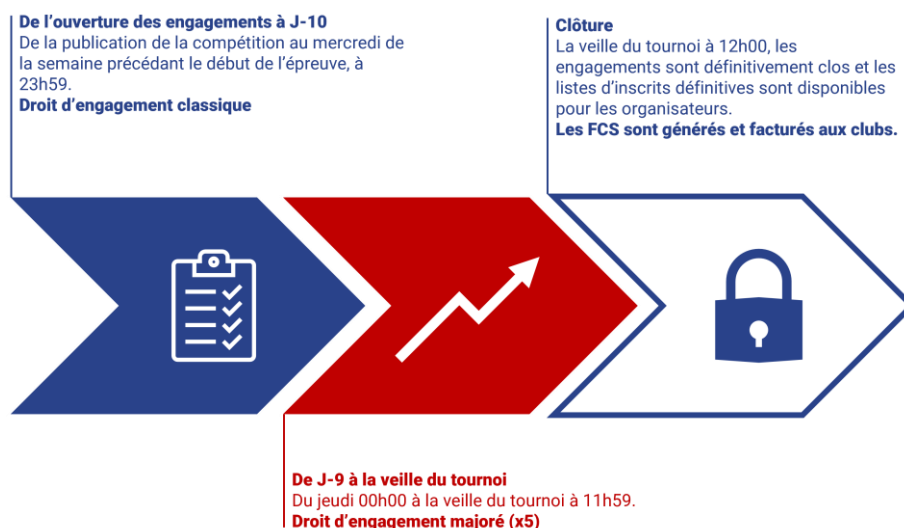 De l’ouverture des engagements à J-10
De la publication de la compétition au mercredi de
la semaine précédant le début de l’épreuve, à
23h59.
Droit d’engagement classique
Clôture
La veille du tournoi à 12h00, les
engagements sont définitivement clos et les
listes d’inscrits définitives sont disponibles
pour les organisateurs.
Les FCS sont générés et facturés aux clubs.
De J-9 à la veille du tournoi
Du jeudi 00h00 à la veille du tournoi à 11h59.
Droit d’engagement majoré (x5)